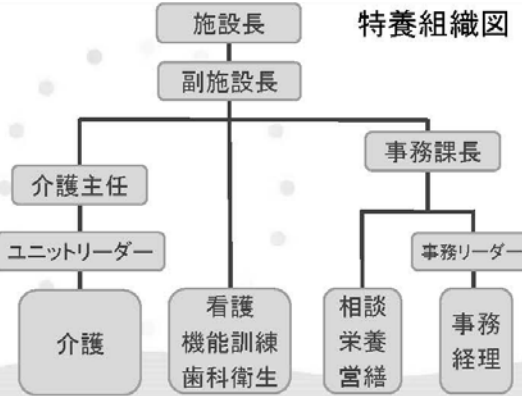 特養組織図
施設長
副施設長
事務課長
介護主任
ユニットリーダー
事務リーダー
介護
看護
機能訓練
歯科衛生
相談
栄養
営繕
事務
経理